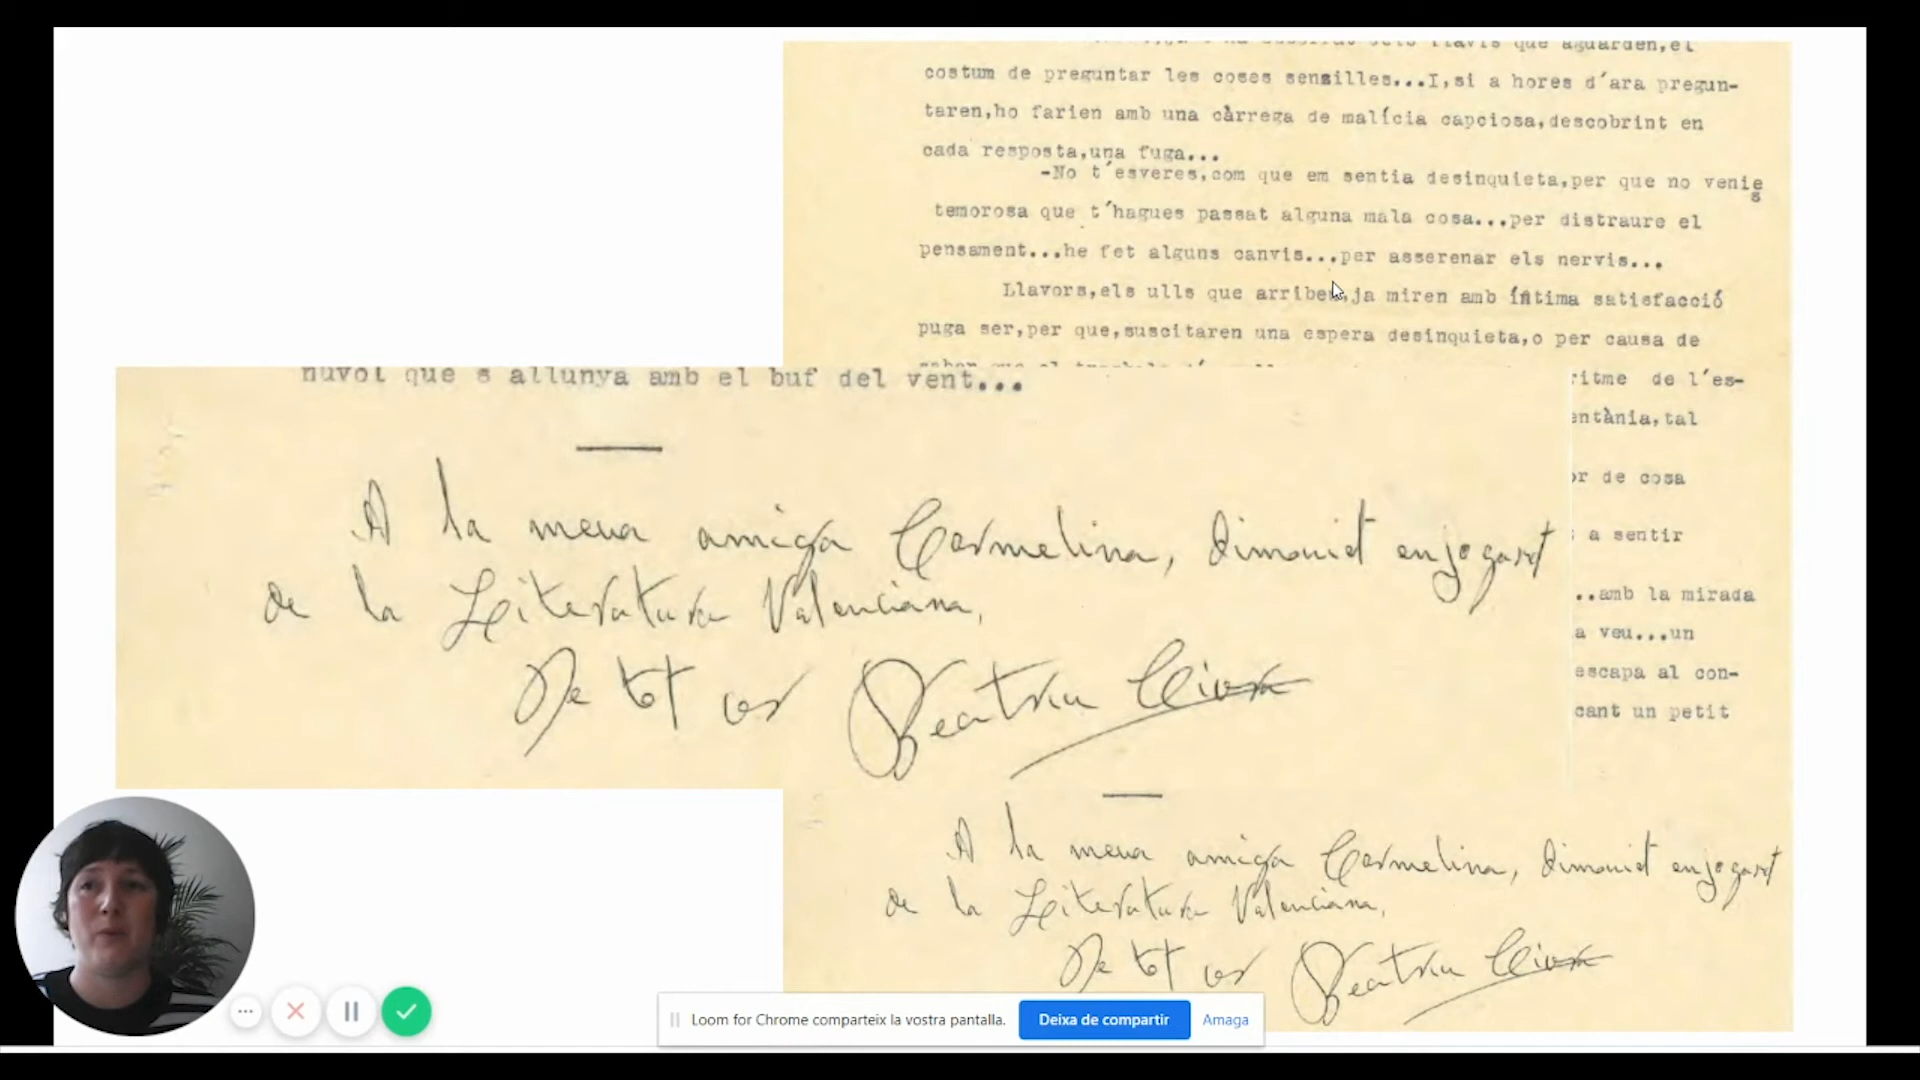 que aguarden,el
costum de preguntar les coses sensilles...I,si a hores d´ara pregun-
taren,ho farien amb una càrrega de malícia capciosa,descobrint en
cada resposta,una fuga...
-No t´esveres,com que em sentia desinquieta,per que no venies
temorosa que t´hagues passat alguna mala cosa...per distraure el
pensament...he fet alguns canvis...per asserenar els nervis...
Llavors,els ulls que arriben,ja miren amb íntima satisfacció
puga ser,per que,suscitaren una espera desinquieta,o per causa de
ritme de l´es-
entània,tal
or de cosa
a sentir
...amb la mirada
a veu...un
escapa al con-
cant un petit
nuvol que s allunya amb el buf del vent...
A la meua amiga Carmelina, dimoniet enjogasat
de la Literatura Valenciana,
De tot cor Beatriu Civera
A la meua amiga Carmelina, dimoniet enjogasat
de la Literatura Valenciana,
De tot cor Beatriu Civera
Loom for Chrome comparteix la vostra pantalla.
Deixa de compartir
Amaga